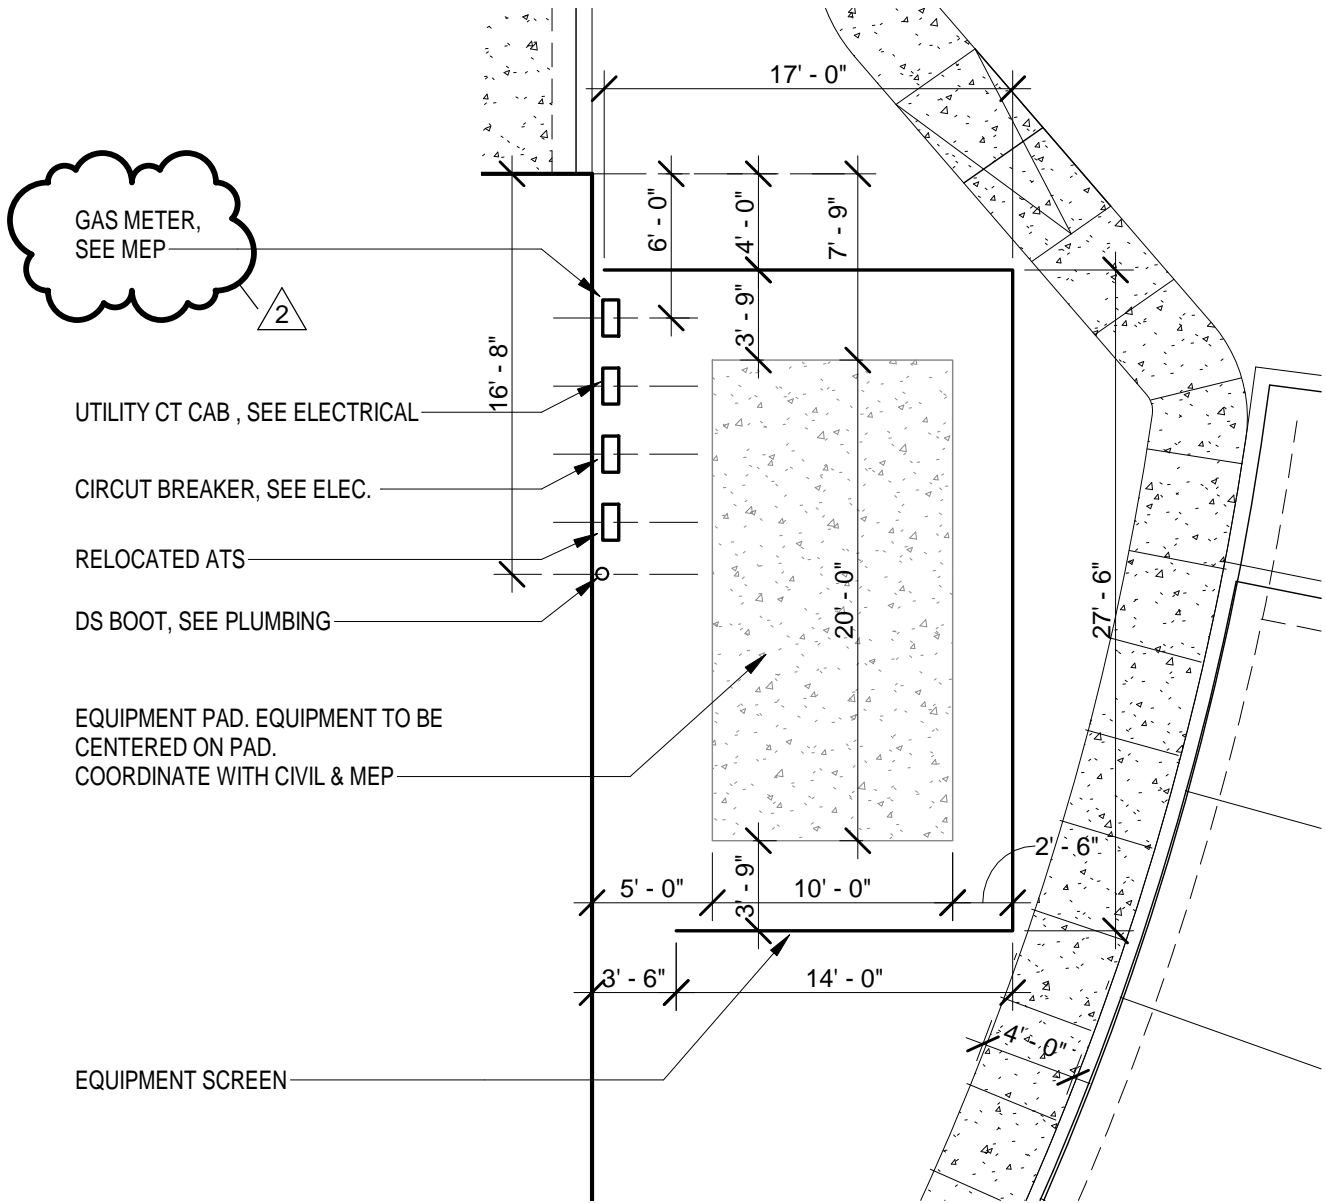 17' - 0"
GAS METER,
SEE MEP
2
6' - 0"
4' - 0"
7' - 9"
3' - 9"
16' - 8"
UTILITY CT CAB , SEE ELECTRICAL
CIRCUT BREAKER, SEE ELEC.
RELOCATED ATS
DS BOOT, SEE PLUMBING
20' - 0"
27' - 6"
EQUIPMENT PAD. EQUIPMENT TO BE
CENTERED ON PAD.
COORDINATE WITH CIVIL & MEP
2' - 6"
5' - 0"
3' - 9"
10' - 0"
3' - 6"
14' - 0"
4' - 0"
EQUIPMENT SCREEN